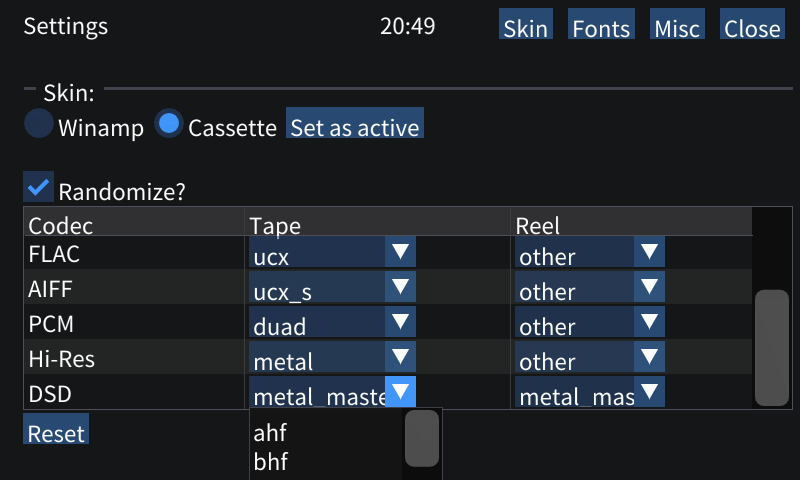 Settings 20:49 Skin Fonts Misc Close
Skin:
Winamp Cassette Set as active
Randomize?
Codec Tape Reel
FLAC ucx other
AIFF ucx_s other
PCM duad other
Hi-Res metal other
DSD metal_maste metal_mas
Reset
ahf
bhf